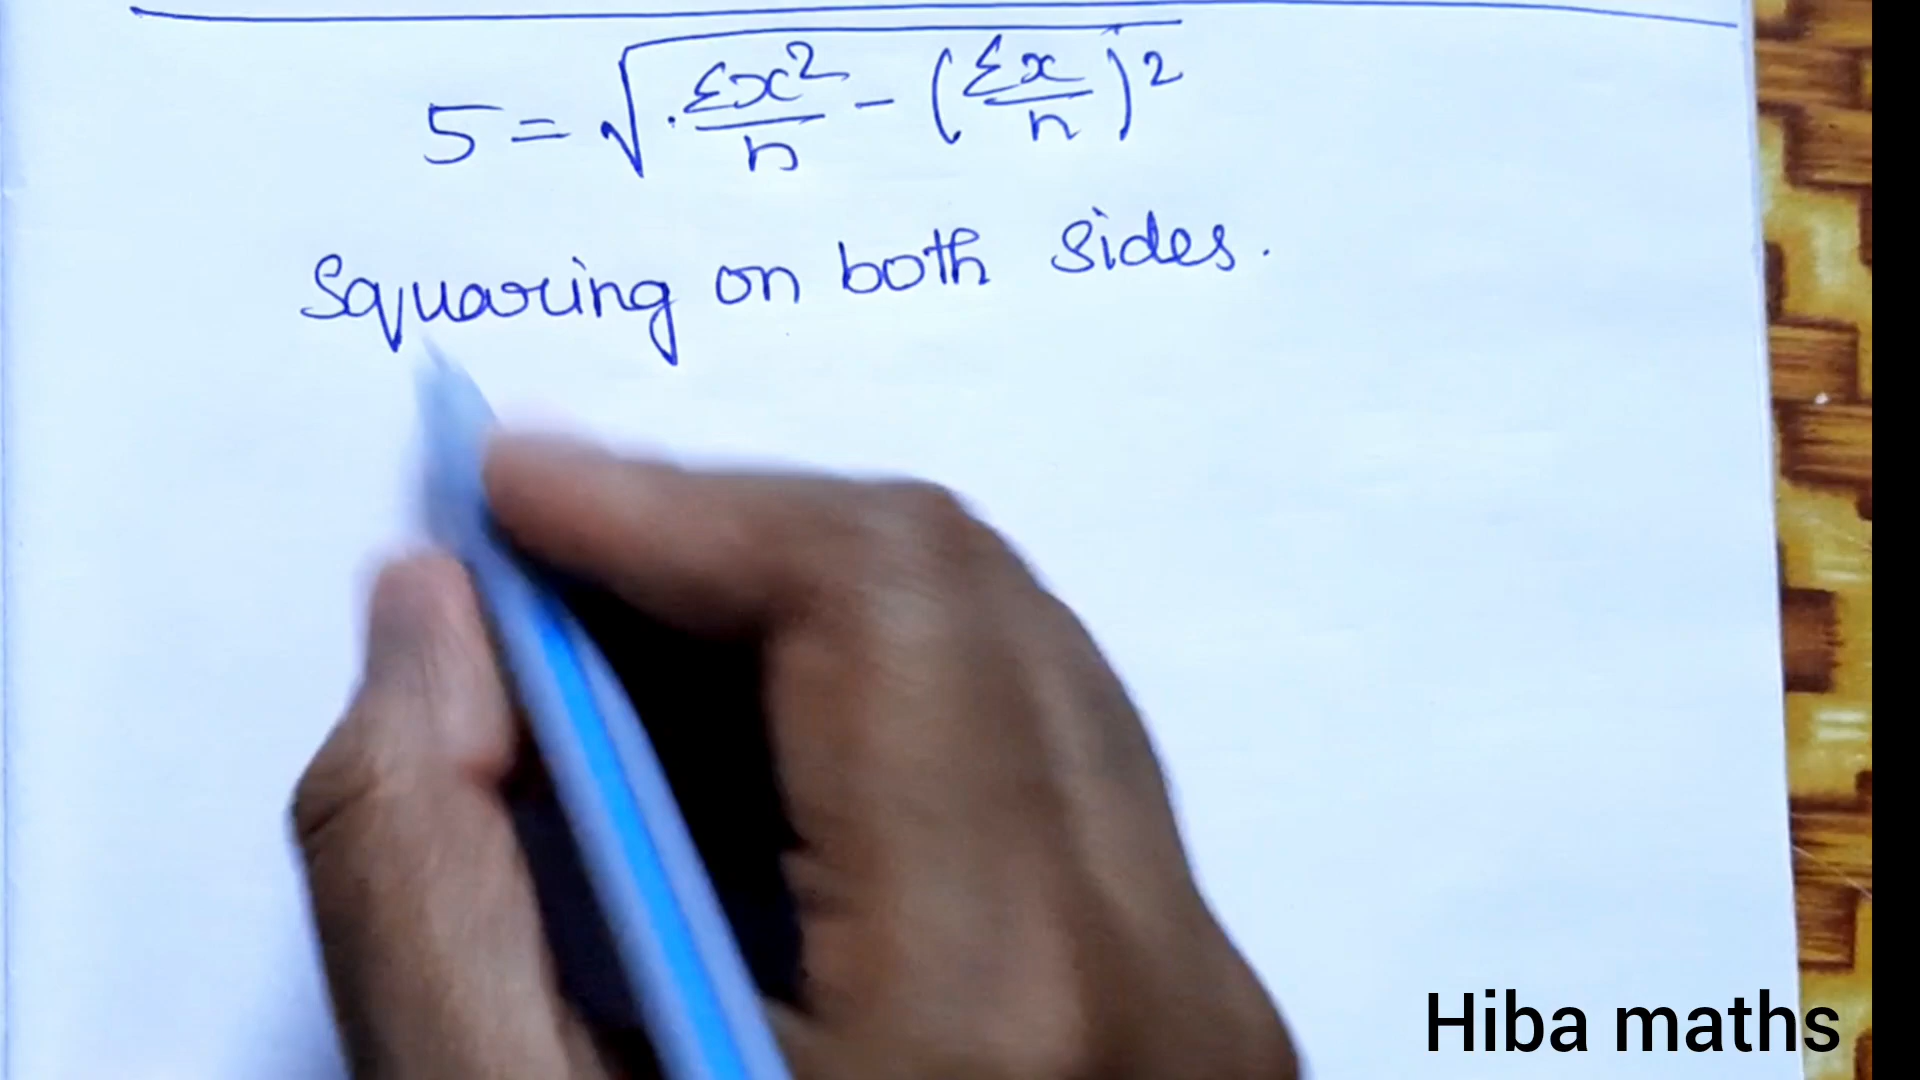 5 = √(Σx²/n − (Σx/n)²)
Squaring on both sides.
Hiba maths